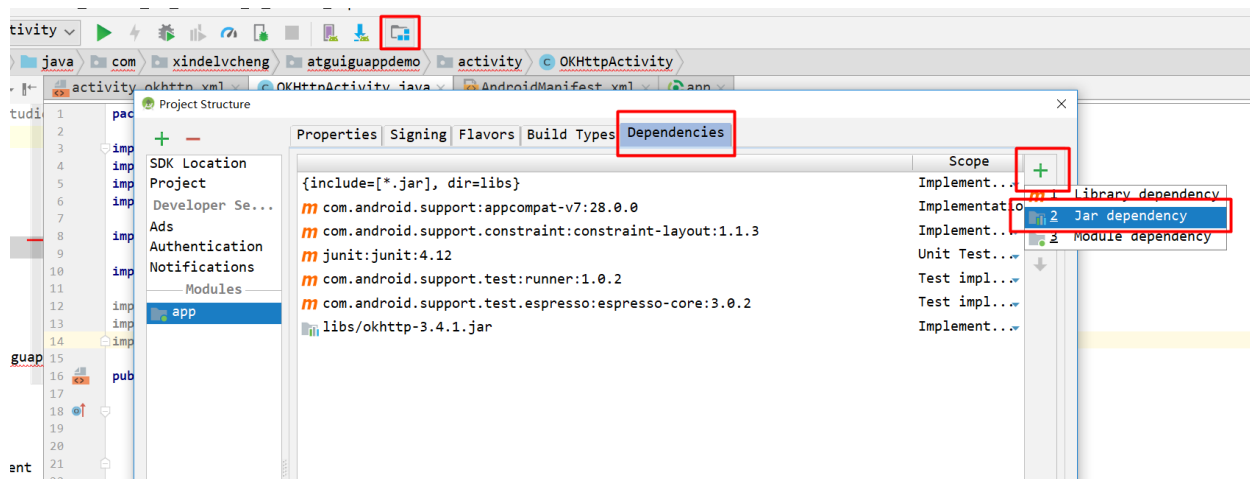 tivity
java com xindelvcheng atguiguappdemo activity OKHttpActivity
activity_okhttp.xml OKHttpActivity.java AndroidManifest.xml app
tudi 1 pac
Project Structure
2
3 imp
4 imp
5 imp
6 imp
7
8 imp
9
10 imp
11
12 imp
13 imp
14 imp
guap 15
16 pub
17
18
19
20
ent 21
Properties Signing Flavors Build Types Dependencies
SDK Location
Project
Developer Se...
Ads
Authentication
Notifications
Modules
app
Scope
{include=[*.jar], dir=libs} Implement...
m com.android.support:appcompat-v7:28.0.0 Implementatio
m com.android.support.constraint:constraint-layout:1.1.3 Implement...
m junit:junit:4.12 Unit Test...
m com.android.support.test:runner:1.0.2 Test impl...
m com.android.support.test.espresso:espresso-core:3.0.2 Test impl...
libs/okhttp-3.4.1.jar Implement...
1 Library dependency
2 Jar dependency
3 Module dependency